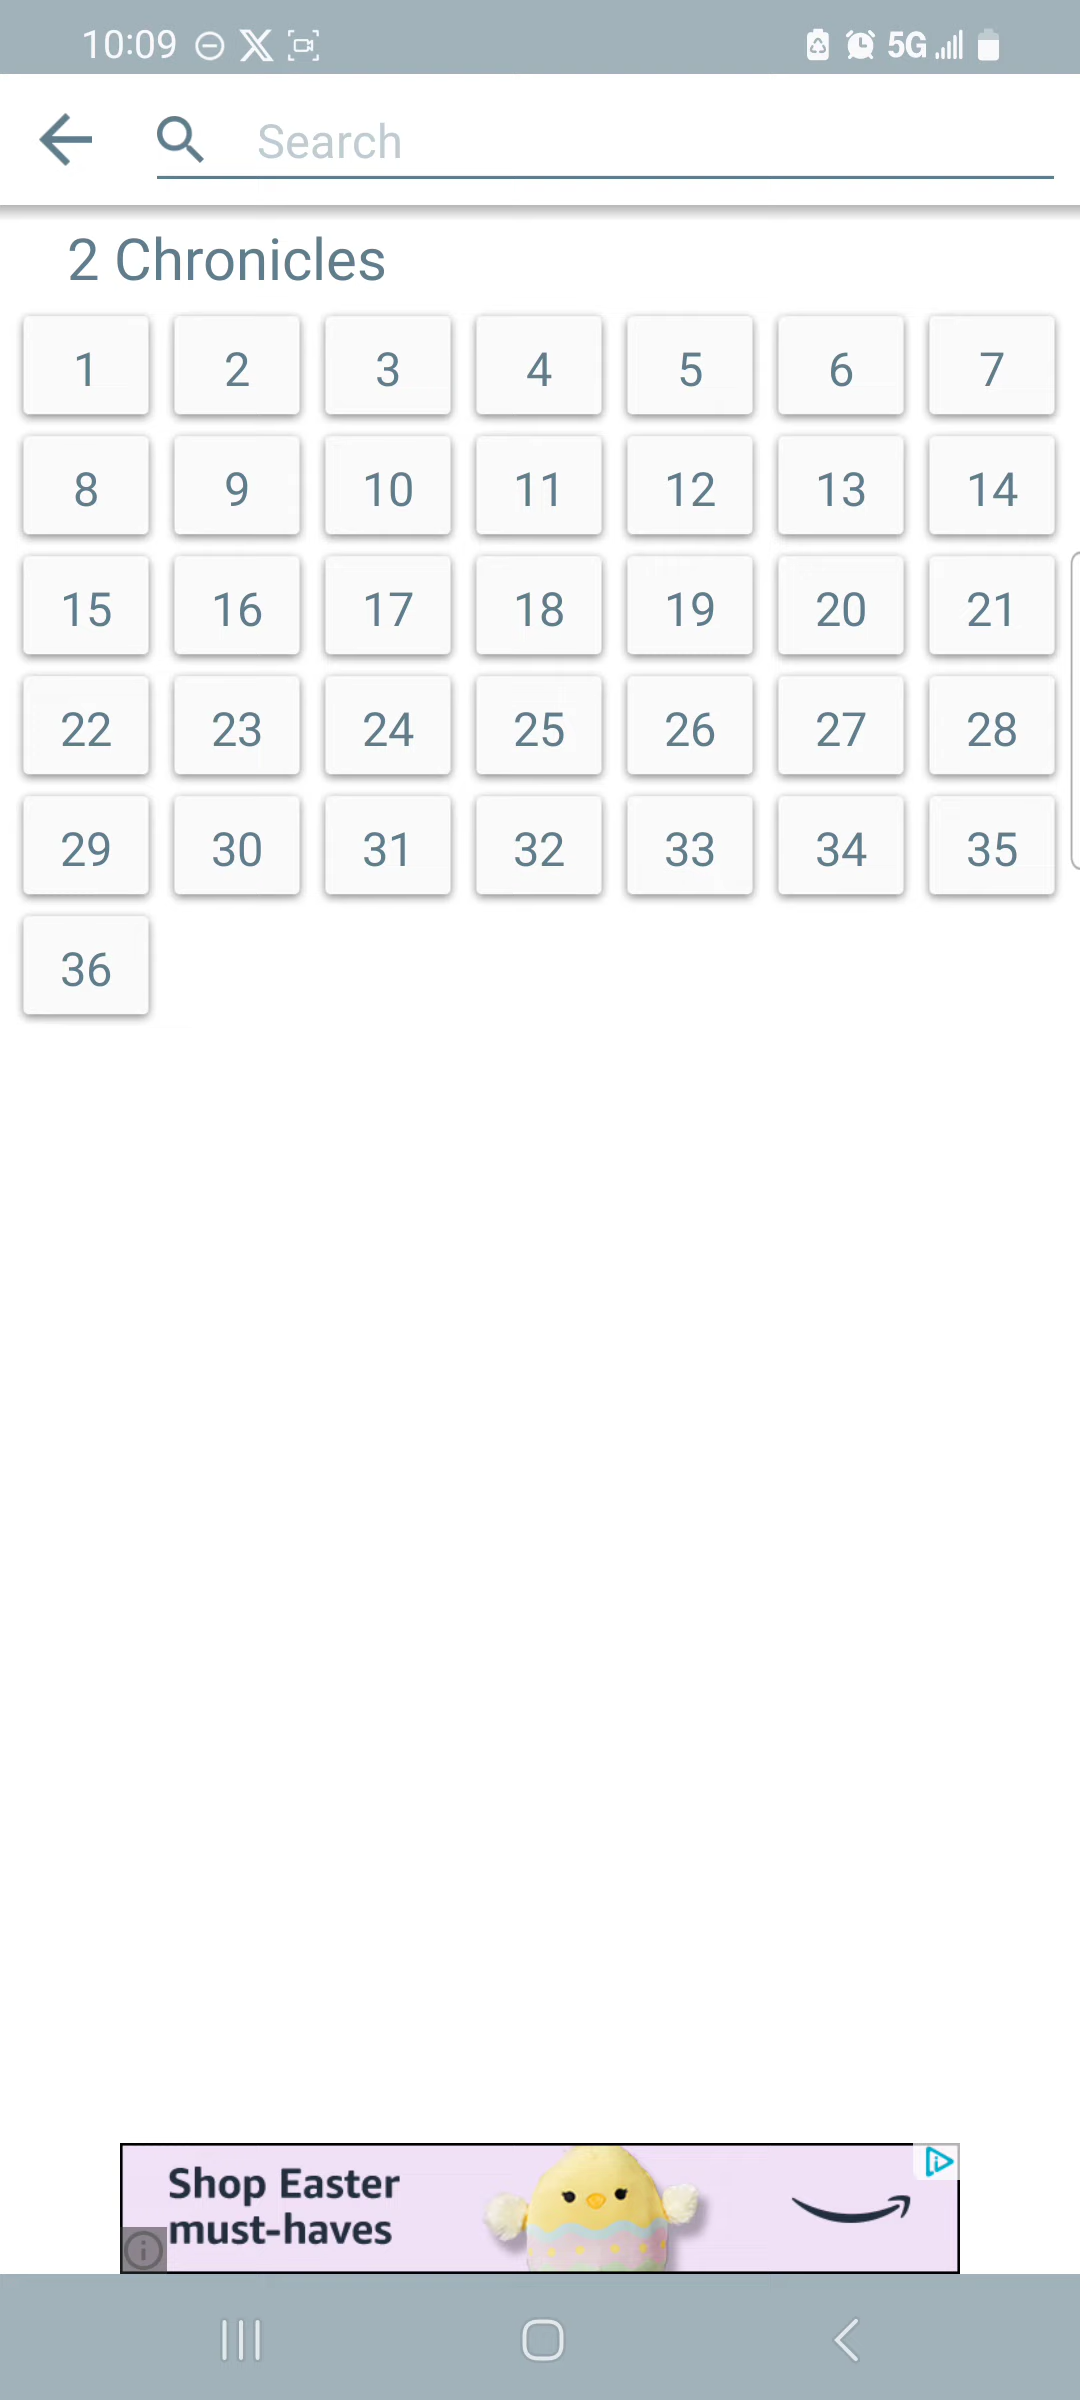 10:09
5G
Search
2 Chronicles
1 2 3 4 5 6 7
8 9 10 11 12 13 14
15 16 17 18 19 20 21
22 23 24 25 26 27 28
29 30 31 32 33 34 35
36
Shop Easter
must-haves